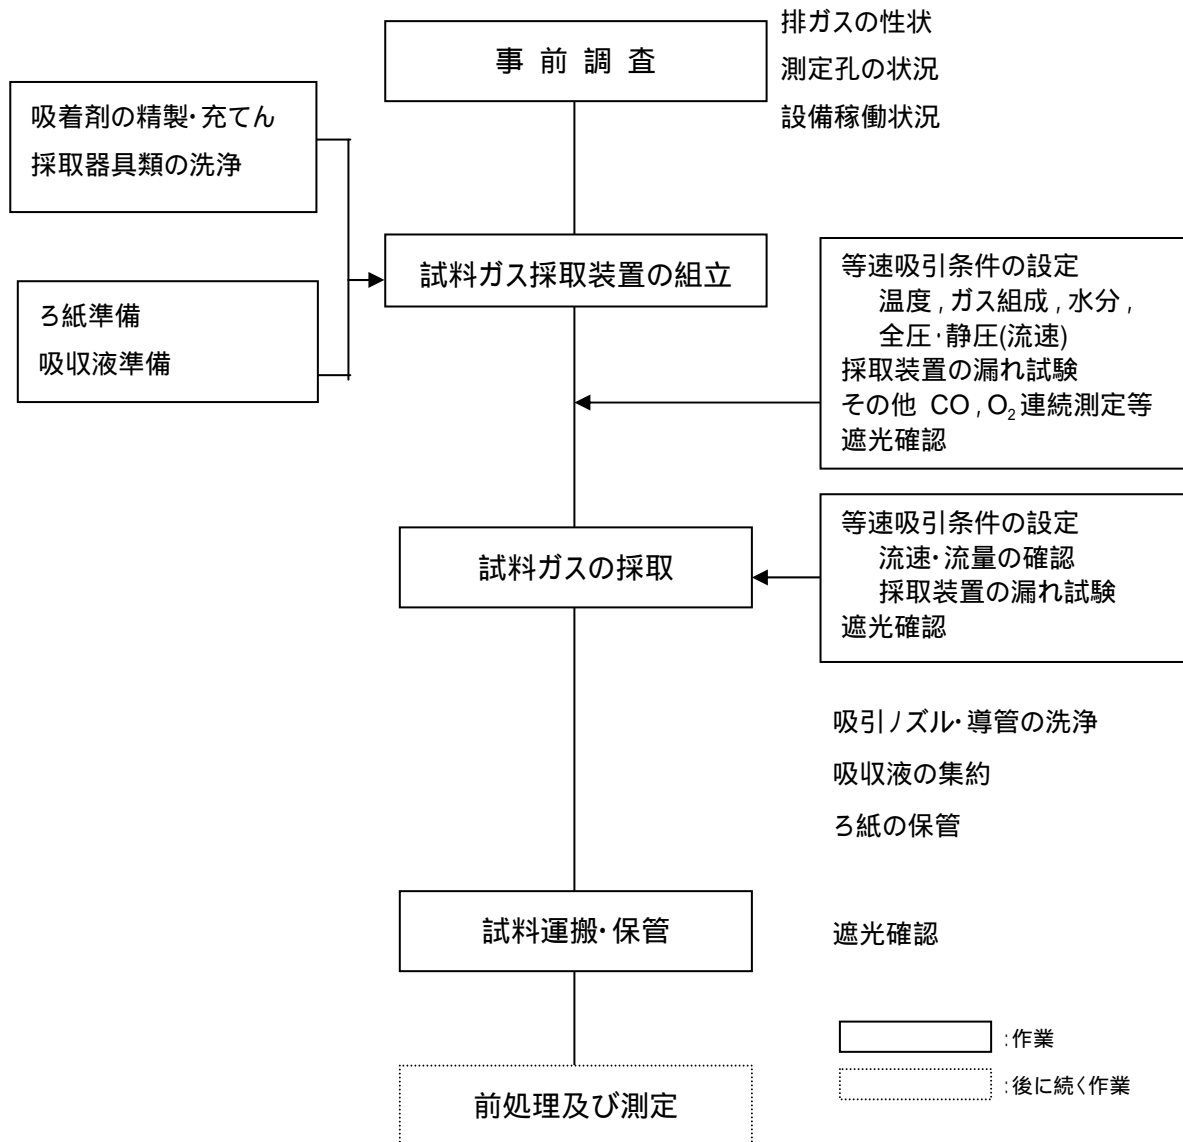 事前調査
排ガスの性状
測定孔の状況
設備稼働状況
吸着剤の精製・充てん
採取器具類の洗浄
ろ紙準備
吸収液準備
試料ガス採取装置の組立
等速吸引条件の設定
温度,ガス組成,水分,
全圧・静圧(流速)
採取装置の漏れ試験
その他 CO,O₂連続測定等
遮光確認
試料ガスの採取
等速吸引条件の設定
流速・流量の確認
採取装置の漏れ試験
遮光確認
吸引ノズル・導管の洗浄
吸収液の集約
ろ紙の保管
試料運搬・保管
遮光確認
:作業
:後に続く作業
前処理及び測定